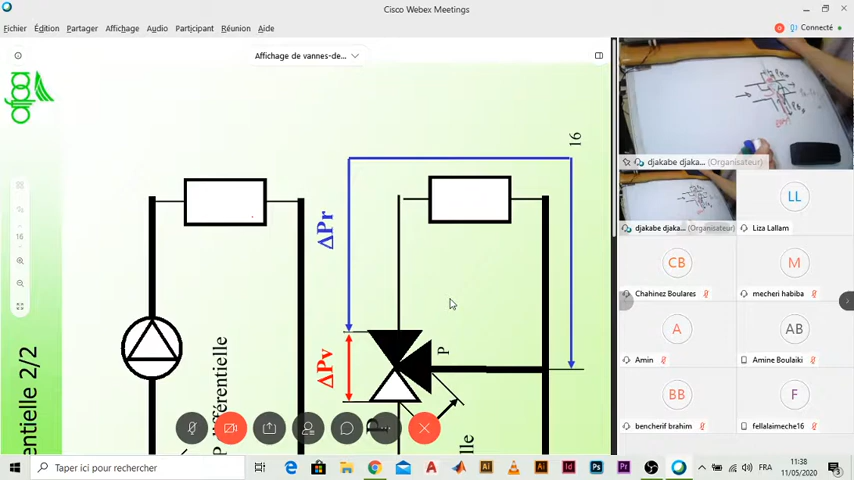 Cisco Webex Meetings
Fichier Édition Partager Affichage Audio Participant Réunion Aide
Connecté
Affichage de vannes-de...
16
ΔPr
ΔPv
P
P
P différentielle
entielle 2/2
lle
16
djakabe djaka... (Organisateur)
djakabe djaka... (Organisateur)
LL
Liza Lallam
CB
Chahinez Boulares
M
mecheri habiba
A
Amin
AB
Amine Boulaiki
BB
bencherif brahim
F
fellalaimeche16
Taper ici pour rechercher
FRA
11:38
11/05/2020
3